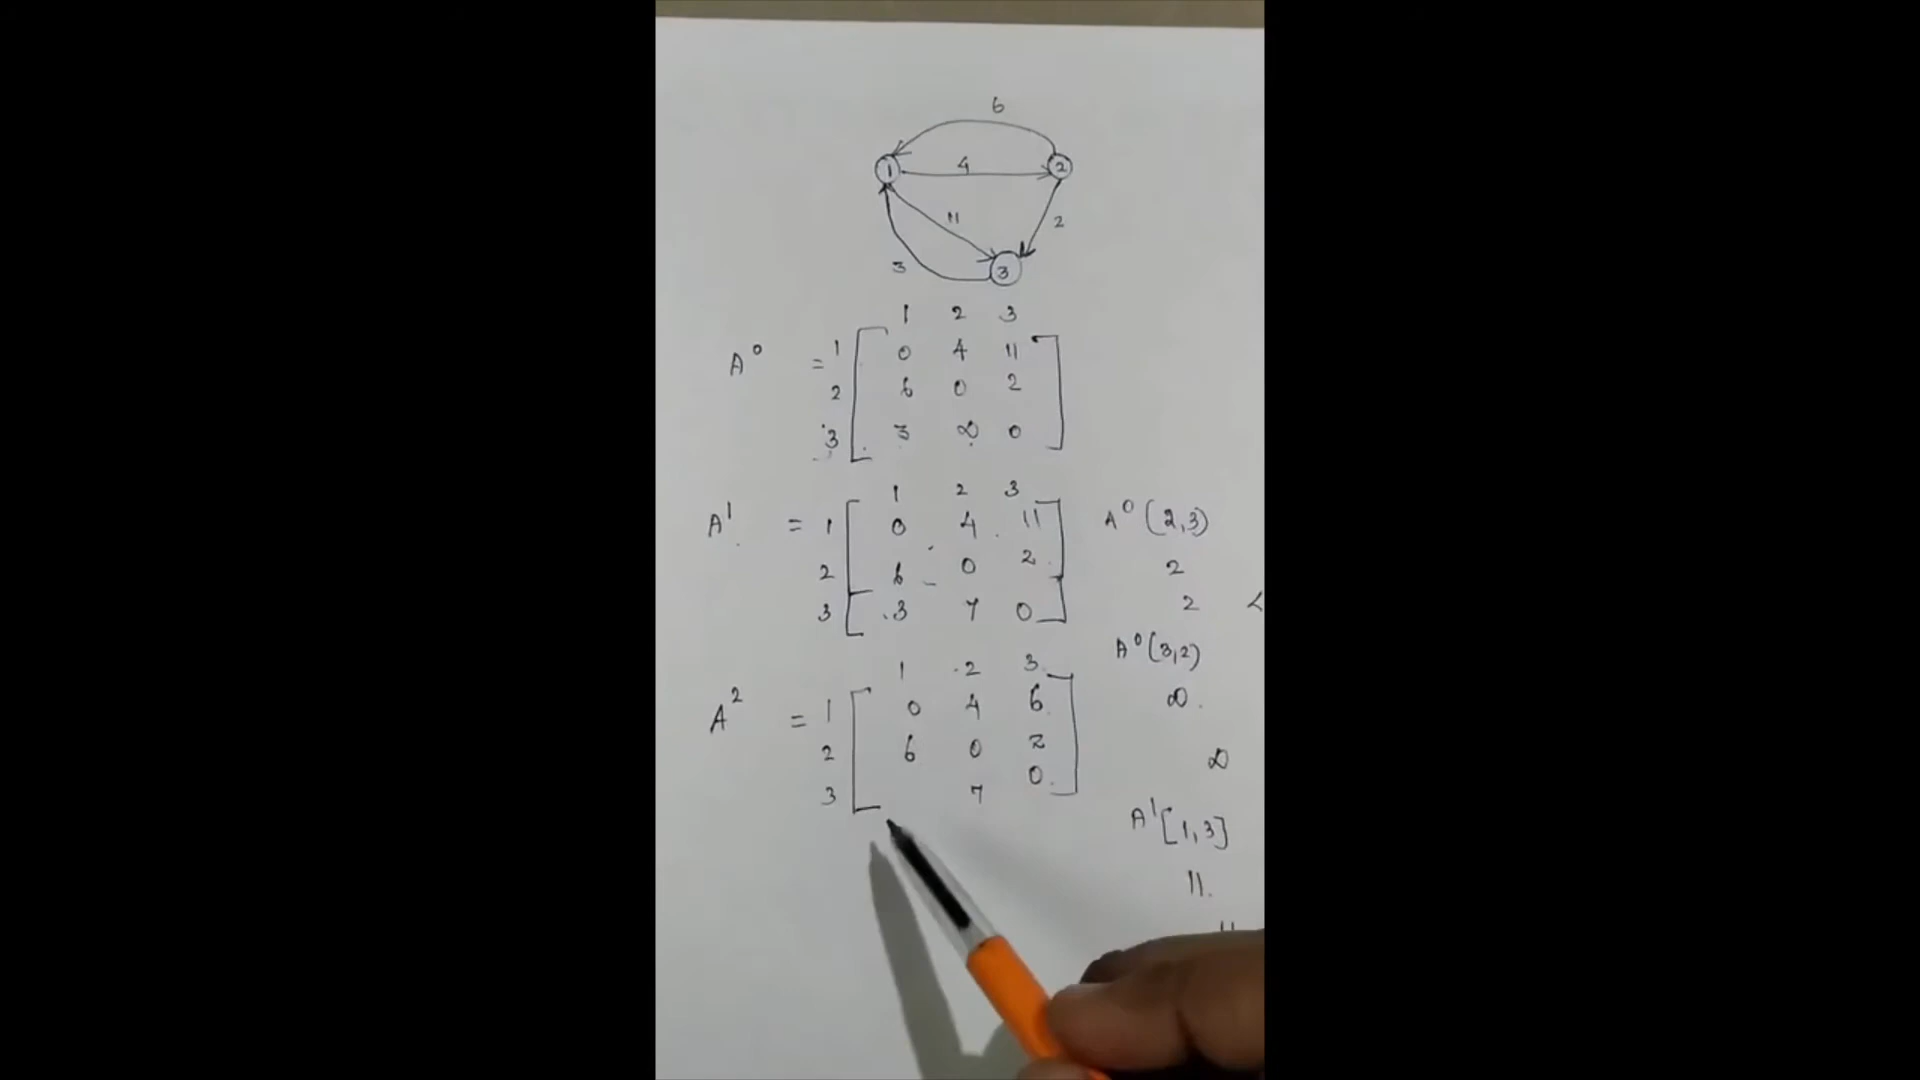 6
1 4 2
11 2
3 3
1 2 3
A⁰ = 1 0 4 11
2 6 0 2
3 3 ∞ 0
1 2 3
A¹ = 1 0 4 11
2 6 0 2
3 3 7 0
1 2 3
A² = 1 0 4 6
2 6 0 2
3 7 0
A⁰(2,3)
2
2 <
A⁰(3,2)
∞
∞
A¹[1,3]
11.